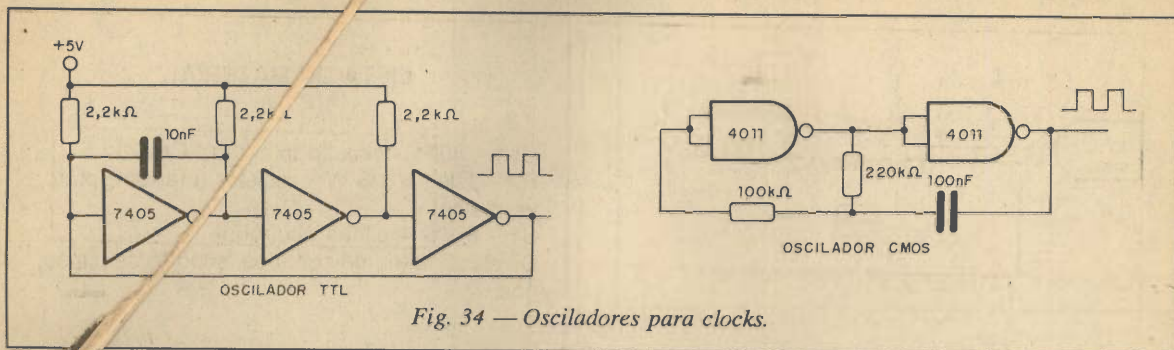 +5V
2,2kΩ
10nF
2,2kΩ
2,2kΩ
7405
7405
7405
OSCILADOR TTL
4011
4011
220kΩ
100nF
100kΩ
OSCILADOR CMOS
Fig. 34 — Osciladores para clocks.